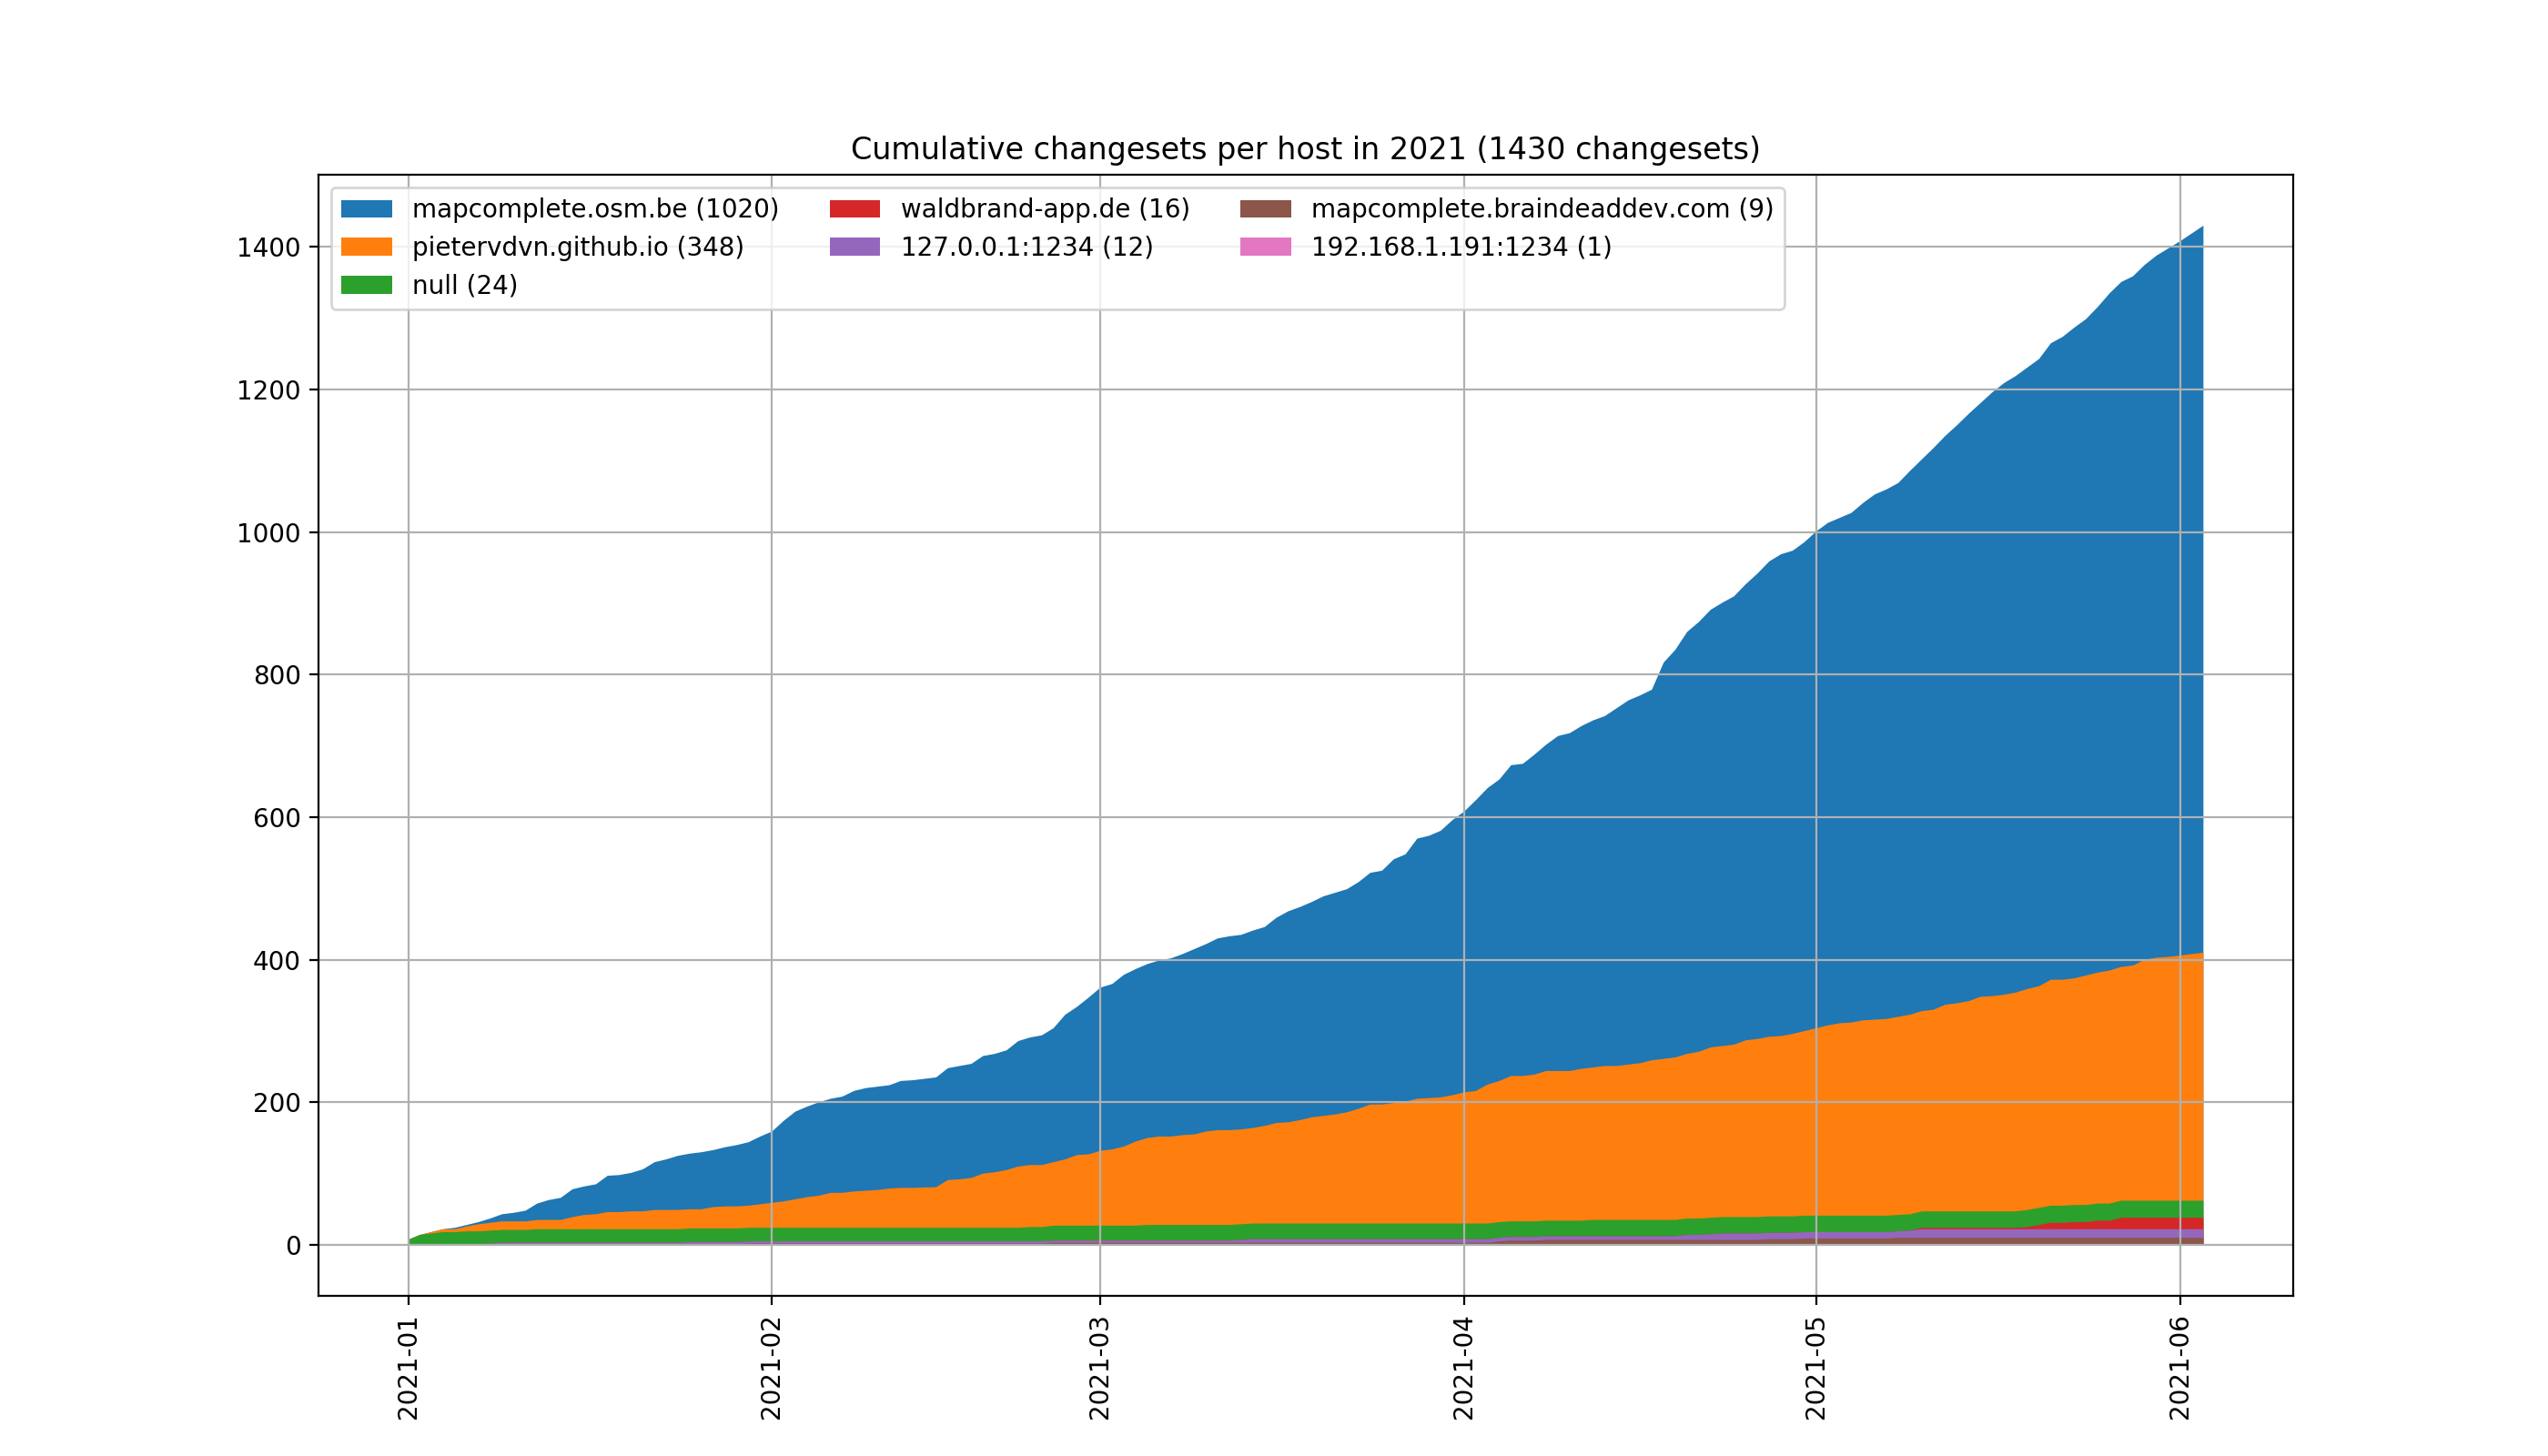 Cumulative changesets per host in 2021 (1430 changesets)
mapcomplete.osm.be (1020)
pietervdvn.github.io (348)
null (24)
waldbrand-app.de (16)
127.0.0.1:1234 (12)
mapcomplete.braindeaddev.com (9)
192.168.1.191:1234 (1)
1400
1200
1000
800
600
400
200
0
2021-01
2021-02
2021-03
2021-04
2021-05
2021-06